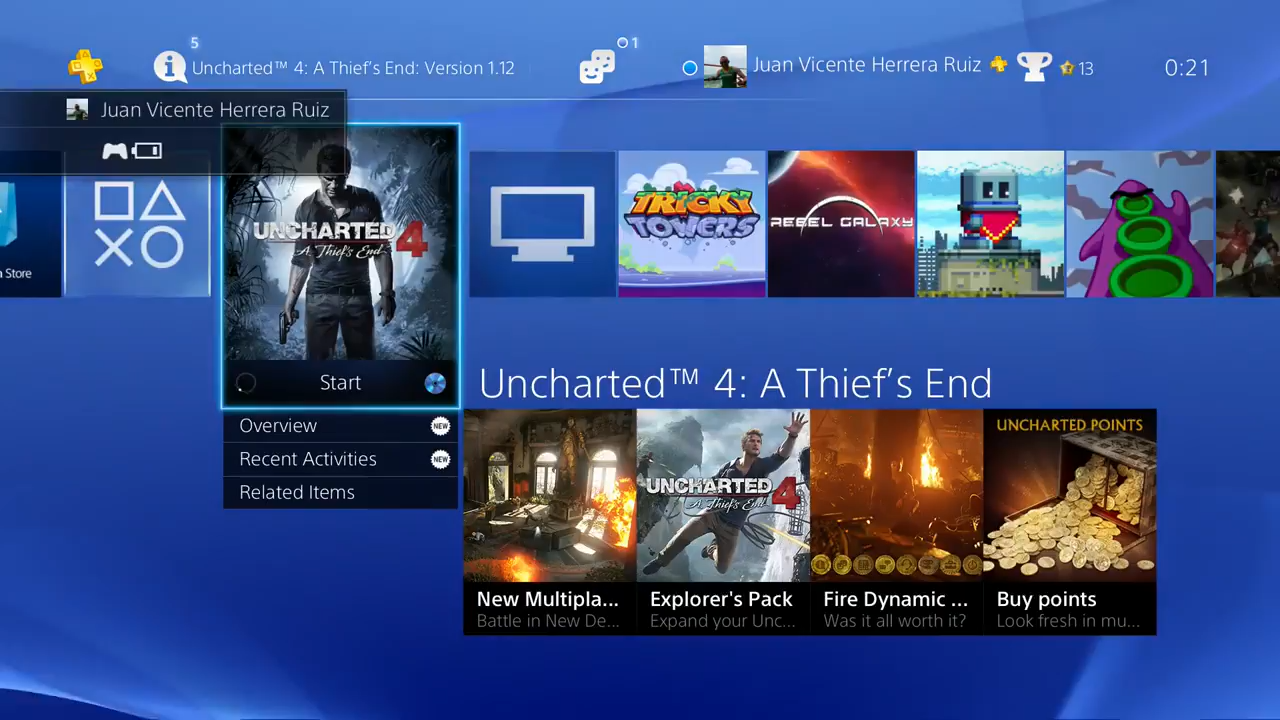 5
Uncharted™ 4: A Thief's End: Version 1.12
1
Juan Vicente Herrera Ruiz
13
0:21
Juan Vicente Herrera Ruiz
Store
UNCHARTED 4
A Thief's End
TRICKY
TOWERS
REBEL GALAXY
Start
Uncharted™ 4: A Thief's End
Overview
NEW
Recent Activities
NEW
Related Items
UNCHARTED 4
A Thief's End
UNCHARTED POINTS
New Multipla...
Battle in New De...
Explorer's Pack
Expand your Unc...
Fire Dynamic ...
Was it all worth it?
Buy points
Look fresh in mu...